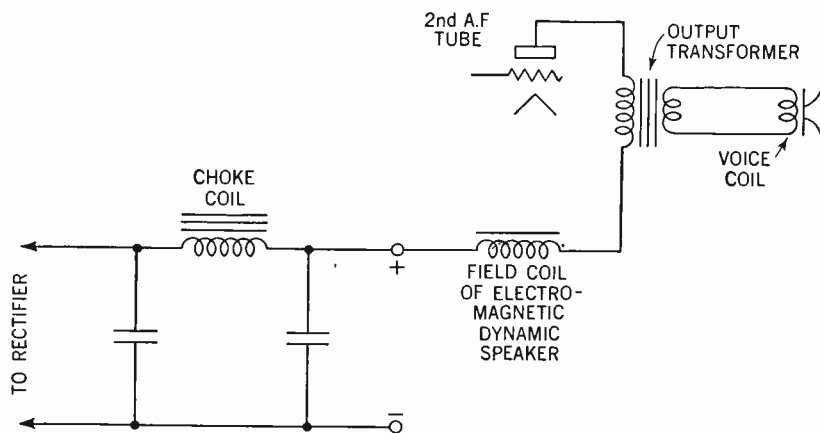 2nd A.F
TUBE
OUTPUT
TRANSFORMER
VOICE
COIL
CHOKE
COIL
+
FIELD COIL
OF ELECTRO-
MAGNETIC
DYNAMIC
SPEAKER
TO RECTIFIER
−